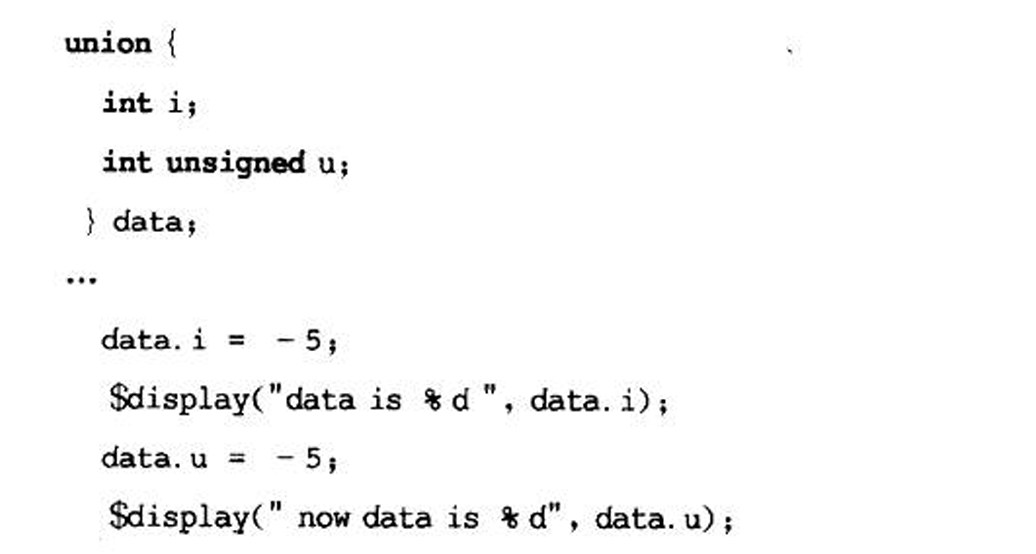 union {
int i;
int unsigned u;
} data;
...
data. i = - 5;
$display("data is % d ", data. i);
data. u = - 5;
$display(" now data is % d", data. u);